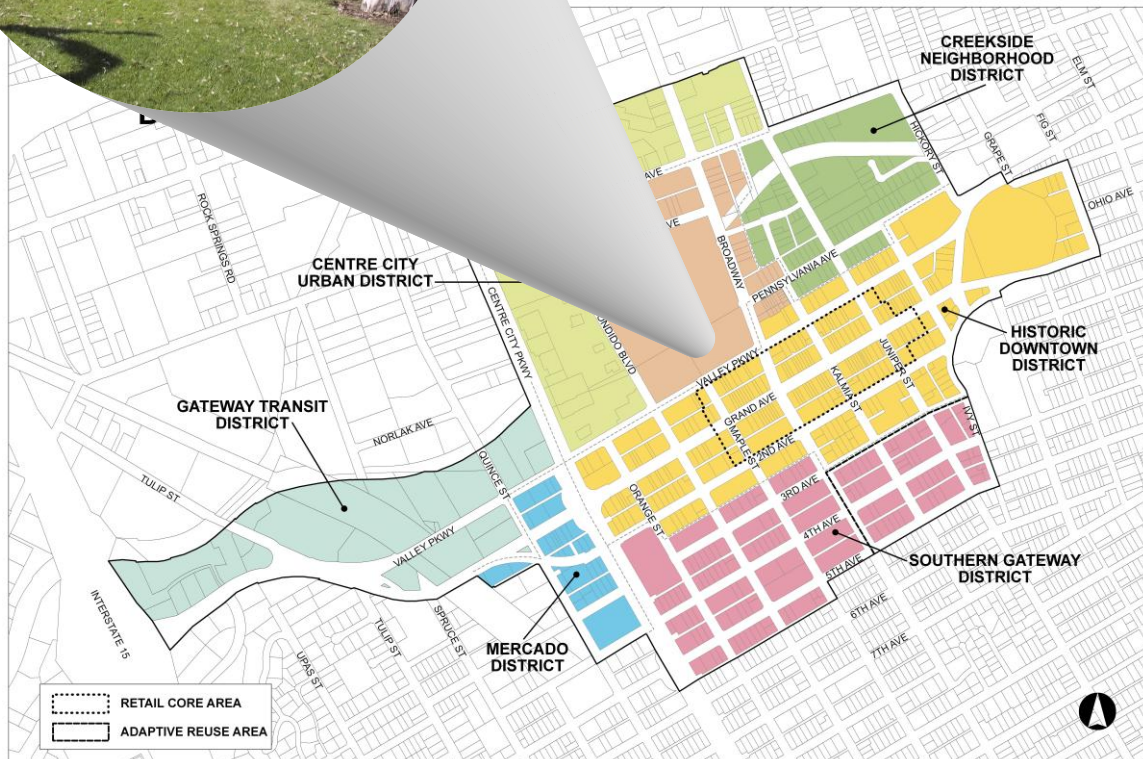 CREEKSIDE
NEIGHBORHOOD
DISTRICT
ELM ST
FIG ST
HICKORY ST
GRAPE ST
OHIO AVE
ROCK SPRINGS RD
AVE
BROADWAY
PENNSYLVANIA AVE
CENTRE CITY
URBAN DISTRICT
CENTRE CITY PKWY
ONDIDO BLVD
VALLEY PKWY
HISTORIC
DOWNTOWN
DISTRICT
JUNIPER ST
KALMIA ST
GRAND AVE
MAPLE ST
2ND AVE
IVY ST
GATEWAY TRANSIT
DISTRICT
NORLAK AVE
QUINCE ST
TULIP ST
ORANGE ST
3RD AVE
4TH AVE
5TH AVE
VALLEY PKWY
SOUTHERN GATEWAY
DISTRICT
6TH AVE
7TH AVE
INTERSTATE 15
SPRUCE ST
TULIP ST
UPAS ST
MERCADO
DISTRICT
RETAIL CORE AREA
ADAPTIVE REUSE AREA